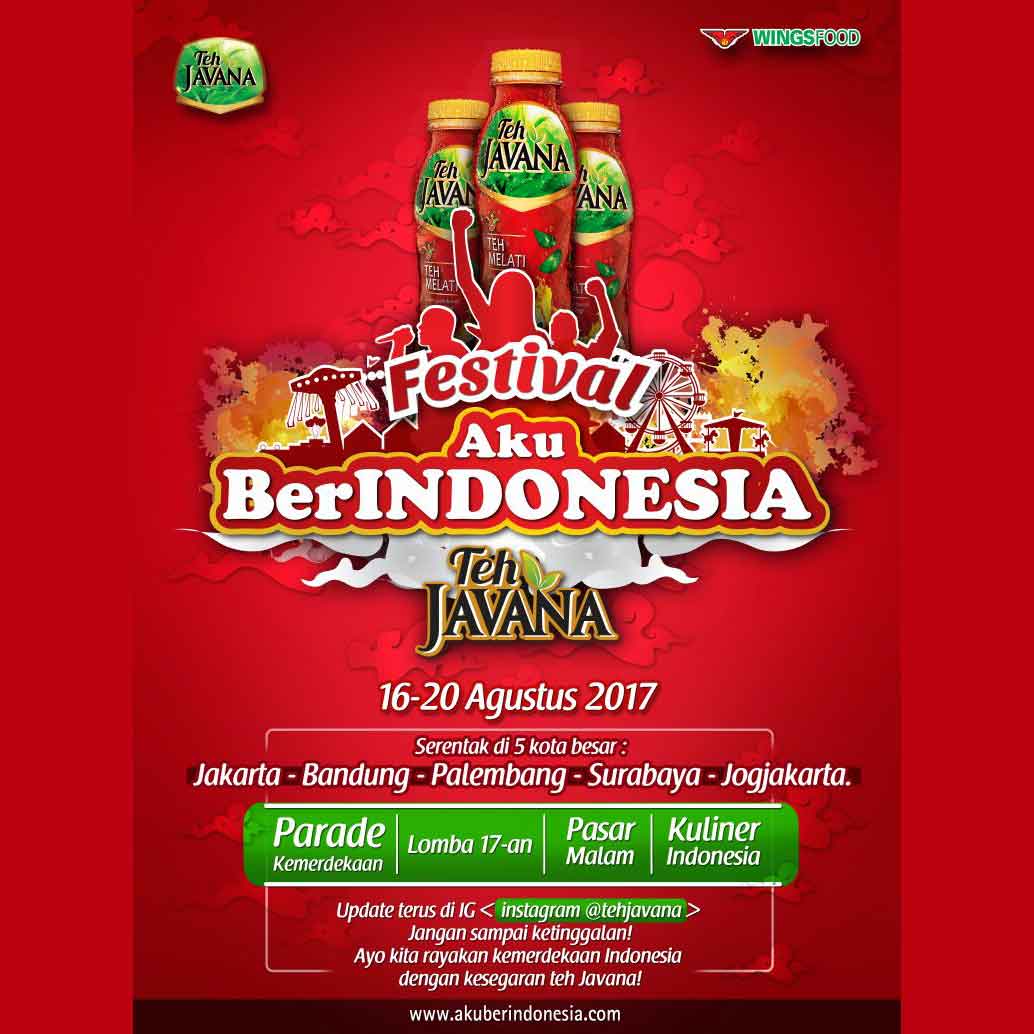 Teh
JAVANA
WINGSFOOD
Teh
JAVANA
TEH
MELATI
Teh
JAVAN
TEH
MELATI
ANA
Festival
Aku
BerINDONESIA
Teh
JAVANA
16-20 Agustus 2017
Serentak di 5 kota besar :
Jakarta - Bandung - Palembang - Surabaya - Jogjakarta.
Parade
Kemerdekaan
Lomba 17-an
Pasar
Malam
Kuliner
Indonesia
Update terus di IG < instagram @tehjavana >
Jangan sampai ketinggalan!
Ayo kita rayakan kemerdekaan Indonesia
dengan kesegaran teh Javana!
www.akuberindonesia.com